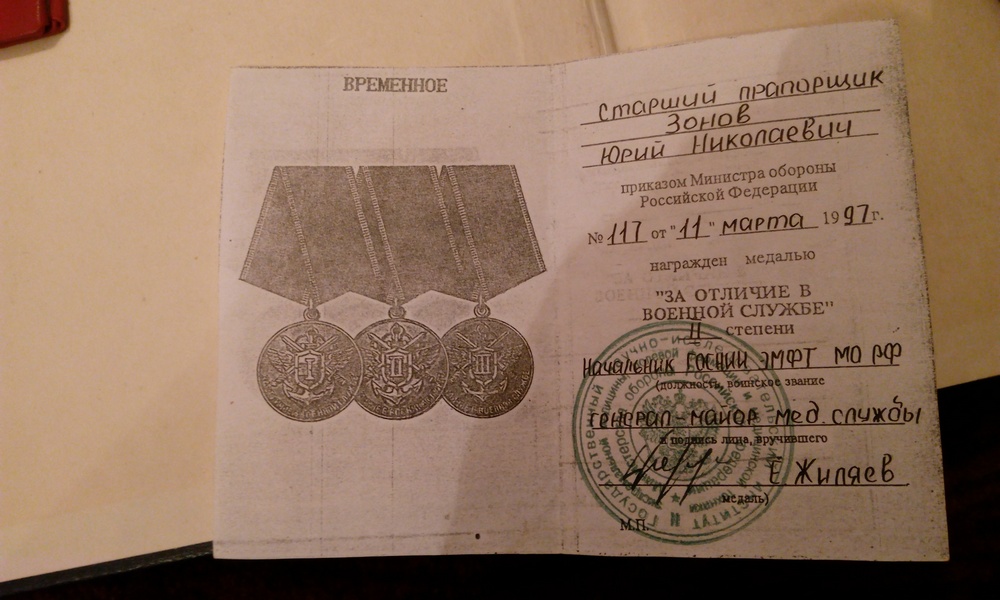 ВРЕМЕННОЕ
Старший прапорщик
Зонов
Юрий Николаевич
приказом Министра обороны
Российской Федерации
№ 117 от "11" марта 1997г.
награжден медалью
"ЗА ОТЛИЧИЕ В
ВОЕННОЙ СЛУЖБЕ"
II степени
Начальник ГОСНИИ ЭМФТ МО РФ
(должность, воинское звание
генерал-майор мед. службы
и подпись лица, вручившего
Е. Жиляев
медаль)
М.П.